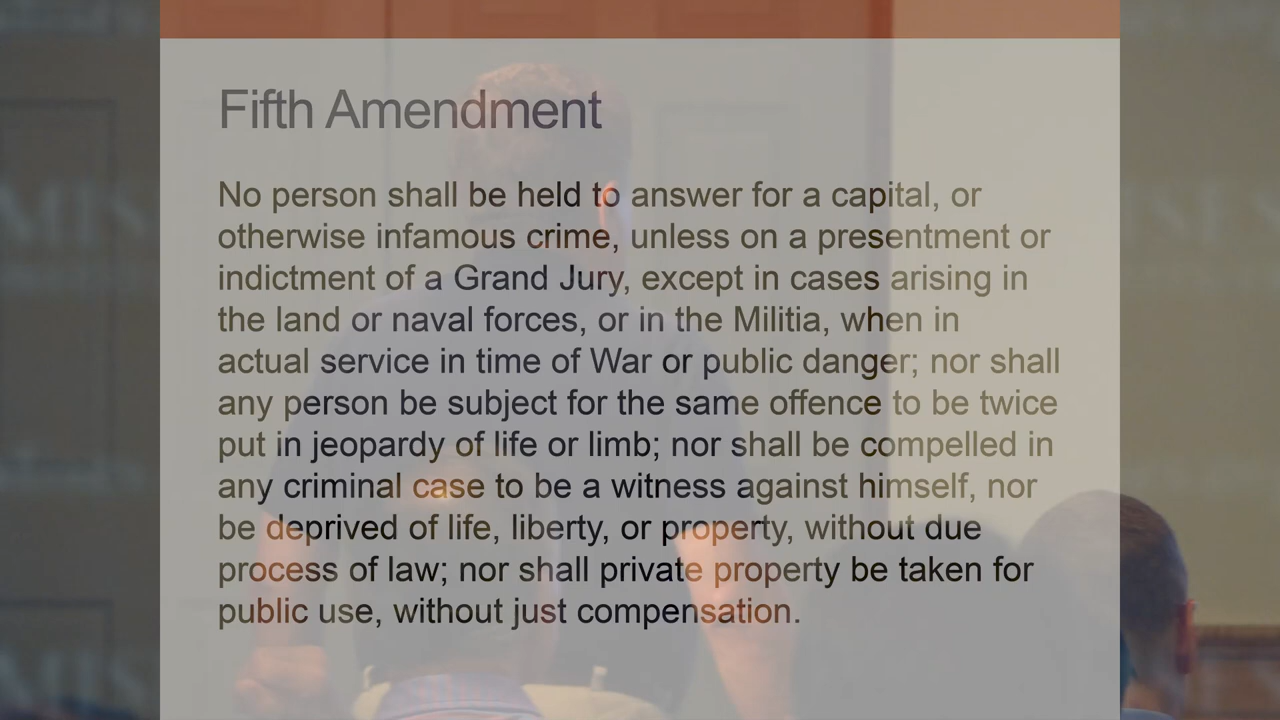 Fifth Amendment
No person shall be held to answer for a capital, or
otherwise infamous crime, unless on a presentment or
indictment of a Grand Jury, except in cases arising in
the land or naval forces, or in the Militia, when in
actual service in time of War or public danger; nor shall
any person be subject for the same offence to be twice
put in jeopardy of life or limb; nor shall be compelled in
any criminal case to be a witness against himself, nor
be deprived of life, liberty, or property, without due
process of law; nor shall private property be taken for
public use, without just compensation.